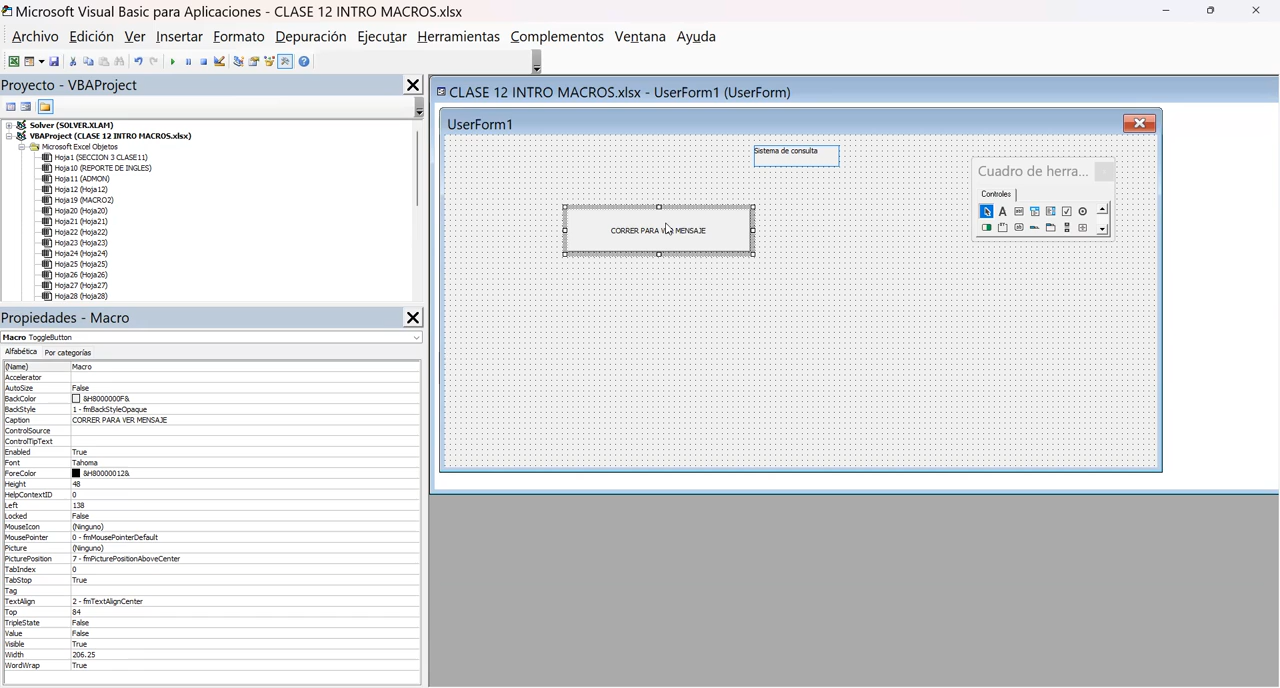 Microsoft Visual Basic para Aplicaciones - CLASE 12 INTRO MACROS.xlsx
Archivo Edición Ver Insertar Formato Depuración Ejecutar Herramientas Complementos Ventana Ayuda
Proyecto - VBAProject
Solver (SOLVER.XLAM)
VBAProject (CLASE 12 INTRO MACROS.xlsx)
Microsoft Excel Objetos
Hoja1 (SECCION 3 CLASE11)
Hoja10 (REPORTE DE INGLES)
Hoja11 (ADMON)
Hoja12 (Hoja12)
Hoja19 (MACRO2)
Hoja20 (Hoja20)
Hoja21 (Hoja21)
Hoja22 (Hoja22)
Hoja23 (Hoja23)
Hoja24 (Hoja24)
Hoja25 (Hoja25)
Hoja26 (Hoja26)
Hoja27 (Hoja27)
Hoja28 (Hoja28)
Propiedades - Macro
Macro ToggleButton
Alfabética Por categorías
(Name) Macro
Accelerator
AutoSize False
BackColor &H8000000F&
BackStyle 1 - fmBackStyleOpaque
Caption CORRER PARA VER MENSAJE
ControlSource
ControlTipText
Enabled True
Font Tahoma
ForeColor &H80000012&
Height 48
HelpContextID 0
Left 138
Locked False
MouseIcon (Ninguno)
MousePointer 0 - fmMousePointerDefault
Picture (Ninguno)
PicturePosition 7 - fmPicturePositionAboveCenter
TabIndex 0
TabStop True
Tag
TextAlign 2 - fmTextAlignCenter
Top 84
TripleState False
Value False
Visible True
Width 206.25
WordWrap True
CLASE 12 INTRO MACROS.xlsx - UserForm1 (UserForm)
UserForm1
Sistema de consulta
CORRER PARA VER MENSAJE
Cuadro de herra...
Controles